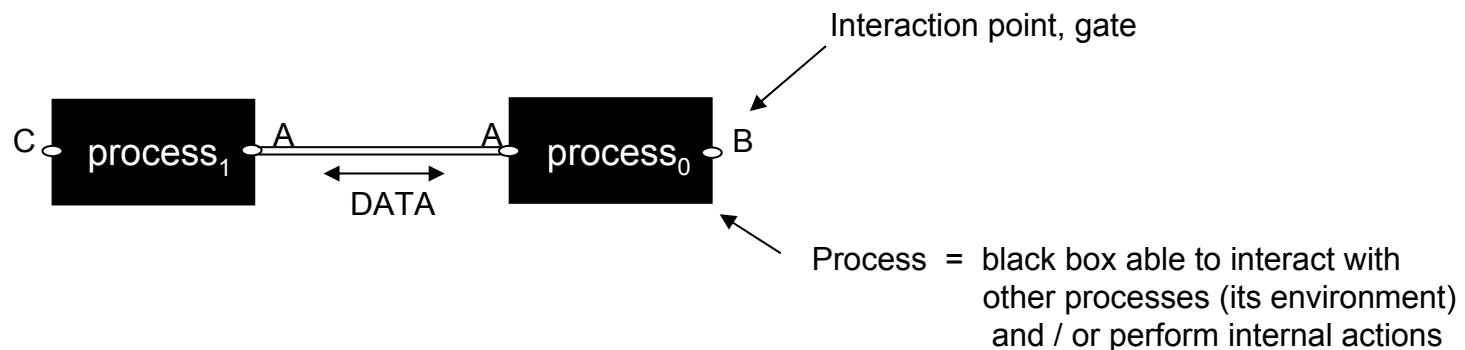 Interaction point, gate
C process₁ A A process₀ B
DATA
Process = black box able to interact with
other processes (its environment)
and / or perform internal actions